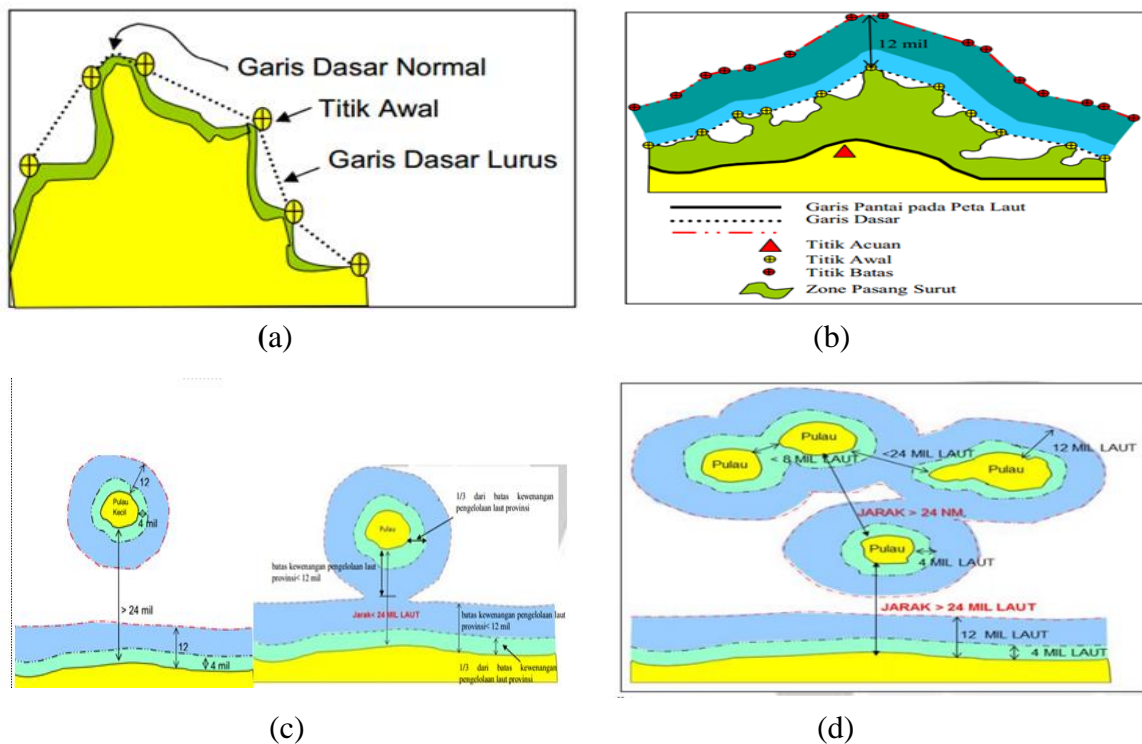 Garis Dasar Normal
Titik Awal
Garis Dasar Lurus
(a)
12 mil
Garis Pantai pada Peta Laut
Garis Dasar
Titik Acuan
Titik Awal
Titik Batas
Zone Pasang Surut
(b)
12
Pulau
Kecil
4 mil
> 24 mil
12
4 mil
1/3 dari batas kewenangan
pengelolaan laut provinsi
Pulau
batas kewenangan pengelolaan laut
provinsi< 12 mil
Jarak< 24 MIL LAUT
batas kewenangan pengelolaan laut
provinsi< 12 mil
1/3 dari batas kewenangan
pengelolaan laut provinsi
(c)
Pulau
Pulau
Pulau
< 8 MIL LAUT
<24 MIL LAUT
12 MIL LAUT
JARAK > 24 NM.
Pulau
4 MIL LAUT
JARAK > 24 MIL LAUT
12 MIL LAUT
4 MIL LAUT
(d)